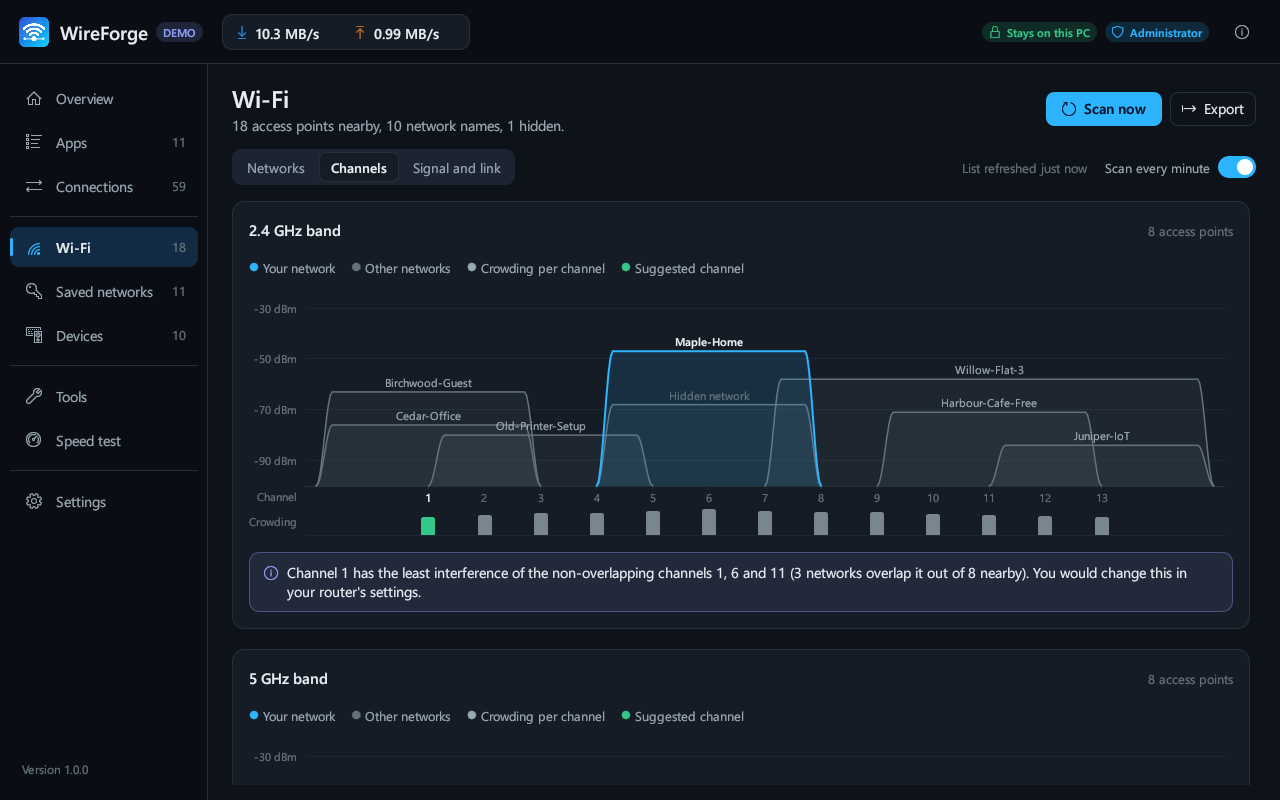 WireForge DEMO
10.3 MB/s 0.99 MB/s
Stays on this PC Administrator
Overview
Apps 11
Connections 59
Wi-Fi 18
Saved networks 11
Devices 10
Tools
Speed test
Settings
Version 1.0.0
Wi-Fi
18 access points nearby, 10 network names, 1 hidden.
Scan now Export
Networks Channels Signal and link
List refreshed just now Scan every minute
2.4 GHz band 8 access points
Your network Other networks Crowding per channel Suggested channel
-30 dBm
Maple-Home
-50 dBm
Willow-Flat-3
Birchwood-Guest
Hidden network
Harbour-Cafe-Free
-70 dBm
Cedar-Office
Old-Printer-Setup
Juniper-IoT
-90 dBm
Channel 1 2 3 4 5 6 7 8 9 10 11 12 13
Crowding
Channel 1 has the least interference of the non-overlapping channels 1, 6 and 11 (3 networks overlap it out of 8 nearby). You would change this in
your router's settings.
5 GHz band 8 access points
Your network Other networks Crowding per channel Suggested channel
-30 dBm